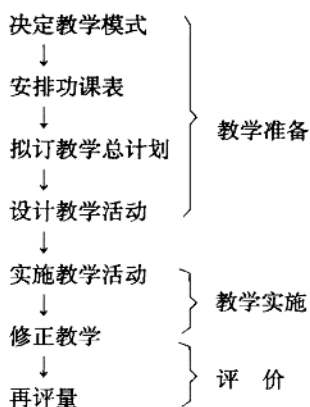 决定教学模式
↓
安排功课表
↓
拟订教学总计划
↓
设计教学活动
↓
实施教学活动
↓
修正教学
↓
再评量
教学准备
教学实施
评 价